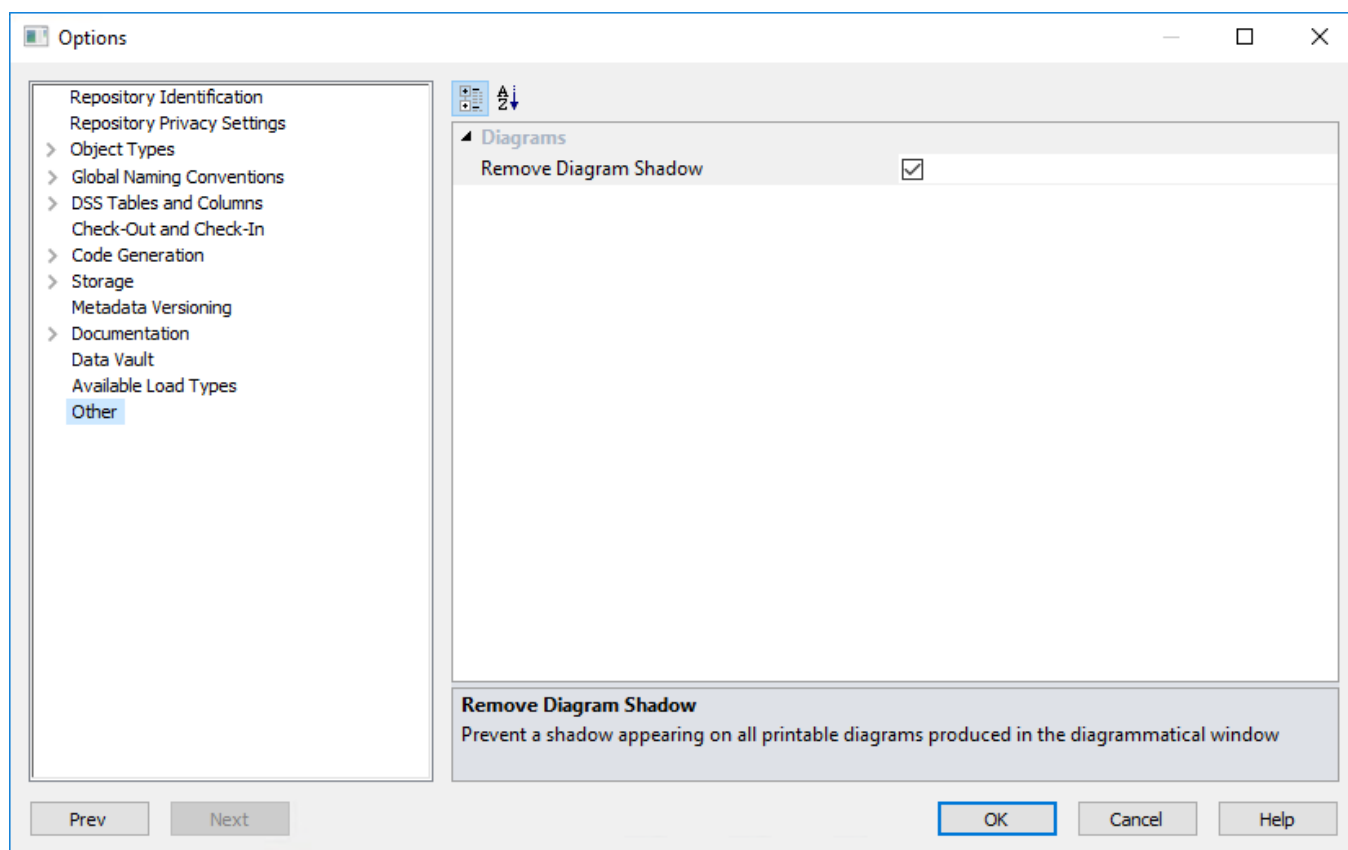 Options
Repository Identification
Repository Privacy Settings
Object Types
Global Naming Conventions
DSS Tables and Columns
Check-Out and Check-In
Code Generation
Storage
Metadata Versioning
Documentation
Data Vault
Available Load Types
Other
A
Z
Diagrams
Remove Diagram Shadow
Remove Diagram Shadow
Prevent a shadow appearing on all printable diagrams produced in the diagrammatical window
Prev
Next
OK
Cancel
Help